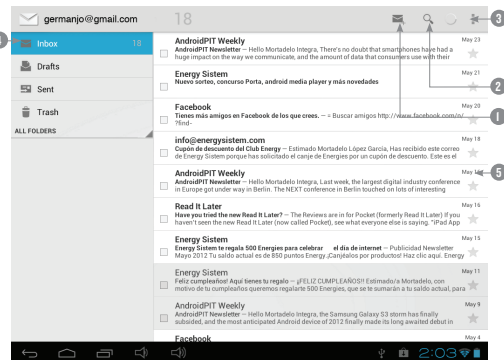 germanjo@gmail.com
18
Inbox 18
Drafts
Sent
Trash
ALL FOLDERS
AndroidPIT Weekly May 23
AndroidPIT Newsletter — Hello Mortadelo Integra, There's no doubt that smartphones have had a
huge impact on the way we communicate, and the amount of data that consumers use with their
Energy Sistem May 21
Nuevo sorteo, concurso Porta, android media player y más novedades
Facebook May 20
Tienes más amigos en Facebook de los que crees. — = Buscar amigos http://www.facebook.com/n/
?find-
info@energysistem.com May 18
Cupón de descuento del Club Energy — Estimado Mortadelo López Garcia, Has recibido este correo
de Energy Sistem porque has solicitado el canje de Energies por un cupón de descuento. Este es el
AndroidPIT Weekly May
AndroidPIT Newsletter — Hello Mortadelo Integra, Last week, the largest digital industry conference
in Europe got under way in Berlin. The NEXT conference in Berlin touched on lots of interesting
Read It Later May 16
Have you tried the new Read It Later? — The Reviews are in for Pocket (formerly Read It Later) If you
haven't seen the new Read It Later (now called Pocket), see what everyone else is saying. "iPad App
Energy Sistem May 15
Energy Sistem te regala 500 Energies para celebrar el día de internet — Publicidad Newsletter
Mayo 2012 Tu saldo actual es de 850 puntos Energy ¡Canjéalos por productos! Haz clic aquí. Energy
Energy Sistem May 11
Feliz cumpleaños! Aquí tienes tu regalo — ¡FELIZ CUMPLEAÑOS!! Estimado/a Mortadelo, con
motivo de tu cumpleaños queremos regalarte 500 Energies, que se te sumarán a tu saldo actual, para
AndroidPIT Weekly May 9
AndroidPIT Newsletter — Hello Mortadelo Integra, the Samsung Galaxy S3 storm has finally
subsided, and the most anticipated Android device of 2012 finally made its long awaited debut in
Facebook May 4
2:03
3
2
1
5